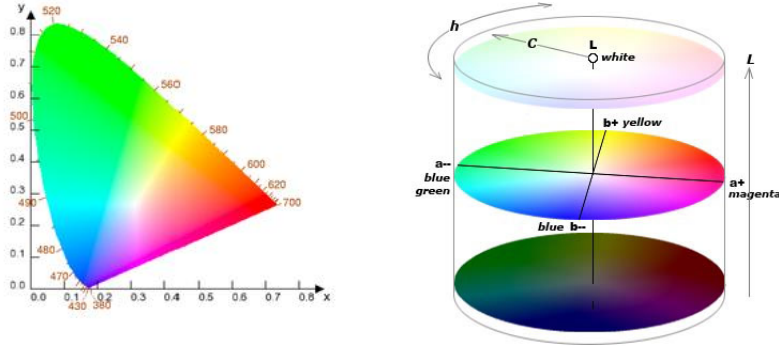 y
520
0.8
540
0.7
560
0.6
500
580
0.5
0.4
600
620
0.3
490
700
0.2
480
0.1
470
0.0
0.0 0.1 0.2 0.3 0.4 0.5 0.6 0.7 0.8 x
430 380
h
C
L
white
L
b+ yellow
a--
blue
green
a+
magenta
blue b--